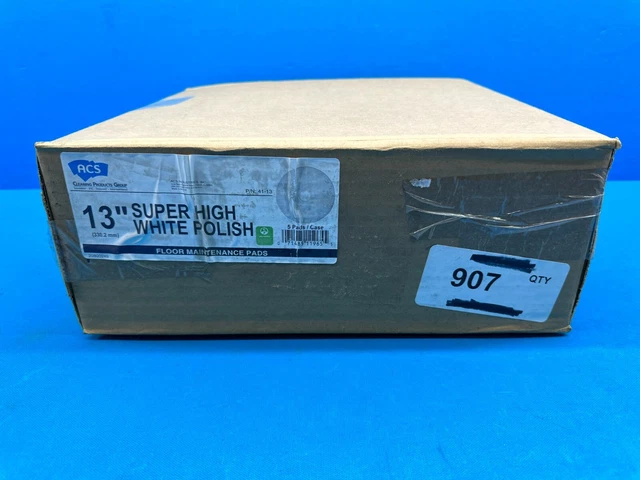 ACS
Cleaning Products Group
P/N: 41-13
13"
(330.2 mm)
SUPER HIGH
WHITE POLISH
5 Pads / Case
FLOOR MAINTENANCE PADS
907 QTY